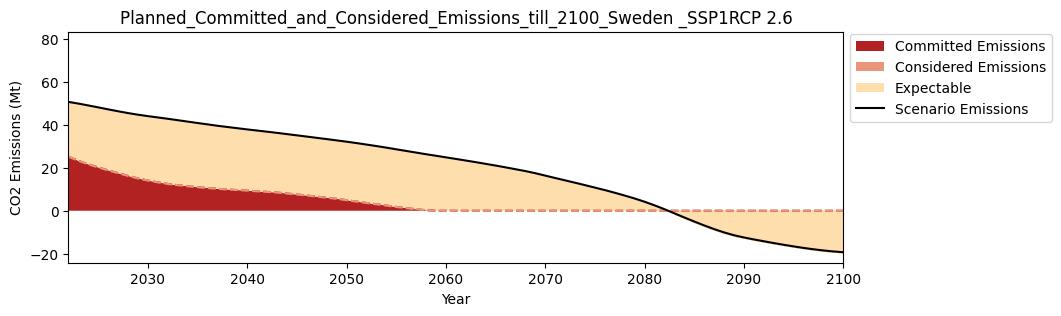 Planned_Committed_and_Considered_Emissions_till_2100_Sweden _SSP1RCP 2.6
80
60
40
20
0
−20
CO2 Emissions (Mt)
2030
2040
2050
2060
2070
2080
2090
2100
Year
Committed Emissions
Considered Emissions
Expectable
Scenario Emissions